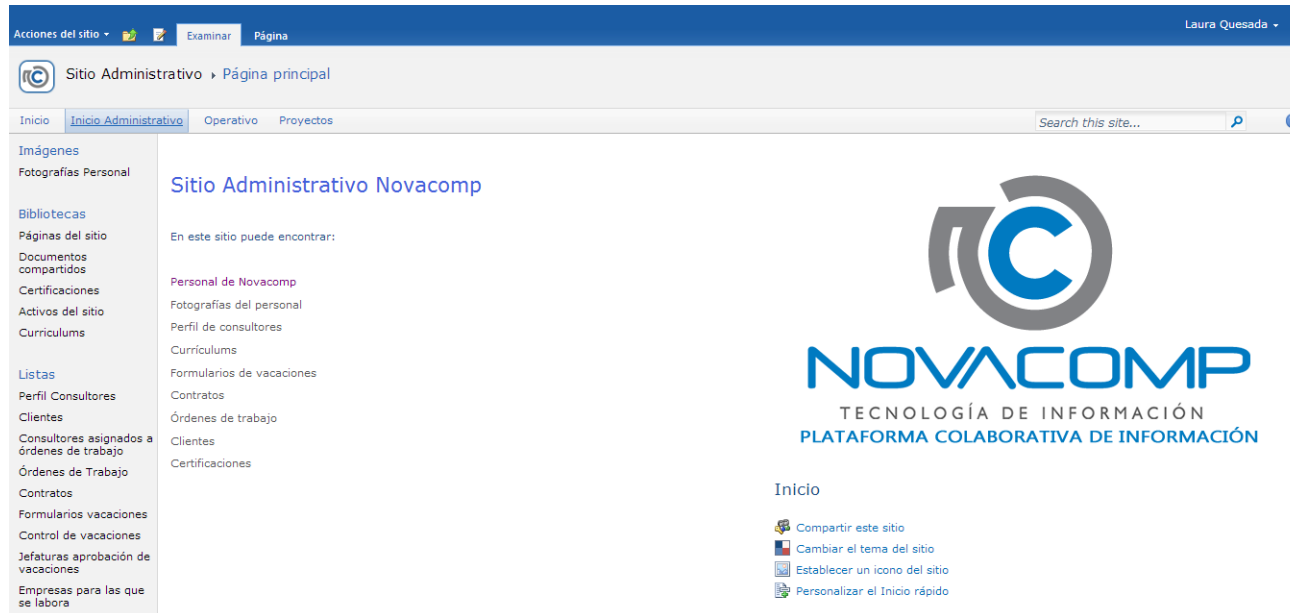 Acciones del sitio Examinar Página Laura Quesada
Sitio Administrativo Página principal
Inicio Inicio Administrativo Operativo Proyectos Search this site...
Imágenes
Fotografías Personal
Bibliotecas
Páginas del sitio
Documentos
compartidos
Certificaciones
Activos del sitio
Curriculums
Listas
Perfil Consultores
Clientes
Consultores asignados a
órdenes de trabajo
Órdenes de Trabajo
Contratos
Formularios vacaciones
Control de vacaciones
Jefaturas aprobación de
vacaciones
Empresas para las que
se labora
Sitio Administrativo Novacomp
En este sitio puede encontrar:
Personal de Novacomp
Fotografías del personal
Perfil de consultores
Currículums
Formularios de vacaciones
Contratos
Órdenes de trabajo
Clientes
Certificaciones
NOVACOMP
TECNOLOGÍA DE INFORMACIÓN
PLATAFORMA COLABORATIVA DE INFORMACIÓN
Inicio
Compartir este sitio
Cambiar el tema del sitio
Establecer un icono del sitio
Personalizar el Inicio rápido